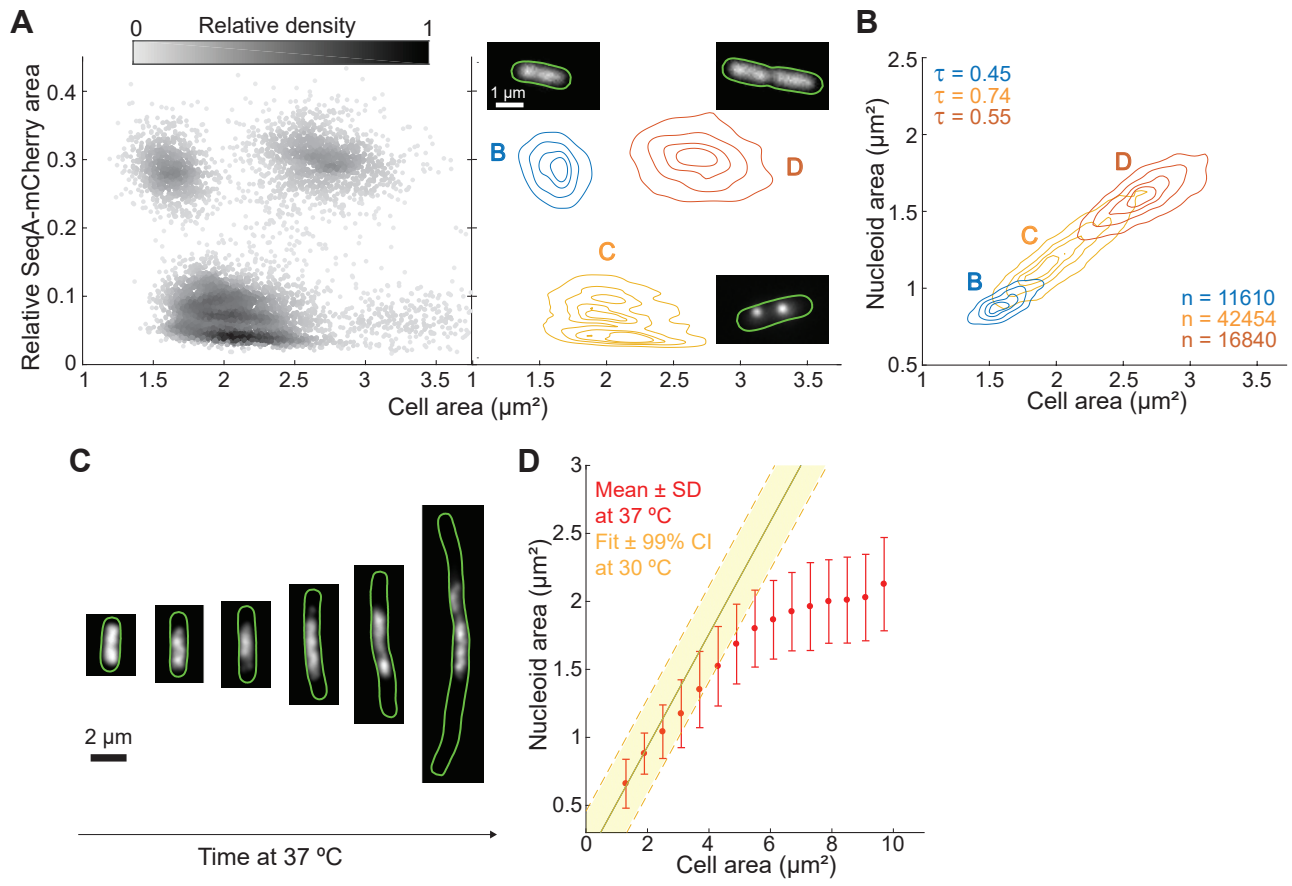 A
0 Relative density 1
Relative SeqA-mCherry area
0.4
0.3
0.2
0.1
0
1 1.5 2 2.5 3 3.5 1 1.5 2 2.5 3 3.5
Cell area (µm²)
1 µm
B
D
C
B
Nucleoid area (µm²)
2.5
2
1.5
1
0.5
1 1.5 2 2.5 3 3.5
Cell area (µm²)
τ = 0.45
τ = 0.74
τ = 0.55
D
C
B
n = 11610
n = 42454
n = 16840
C
2 µm
Time at 37 ºC
D
Nucleoid area (µm²)
3
2.5
2
1.5
1
0.5
0 2 4 6 8 10
Cell area (µm²)
Mean ± SD
at 37 ºC
Fit ± 99% CI
at 30 ºC